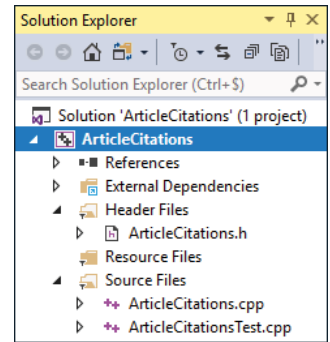 Solution Explorer
Search Solution Explorer (Ctrl+$)
Solution 'ArticleCitations' (1 project)
ArticleCitations
References
External Dependencies
Header Files
ArticleCitations.h
Resource Files
Source Files
ArticleCitations.cpp
ArticleCitationsTest.cpp